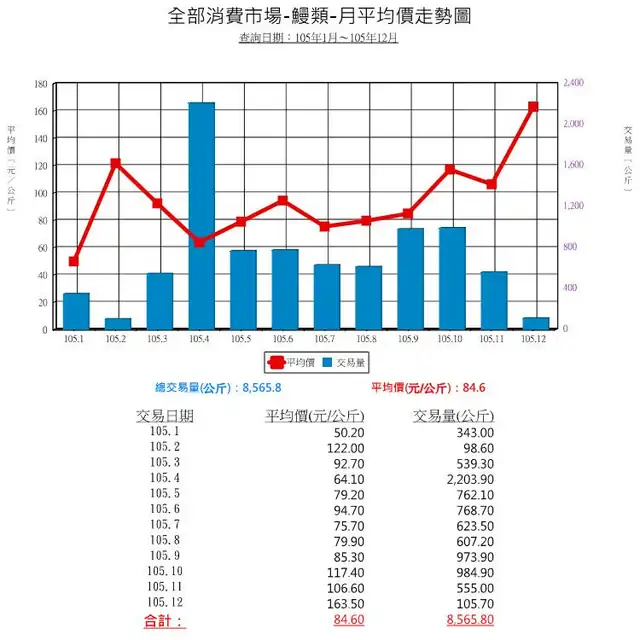 全部消費市場-鰻類-月平均價走勢圖
查詢日期：105年1月～105年12月
平均價（元／公斤）
交易量（公斤）
180
160
140
120
100
80
60
40
20
0
2,400
2,000
1,600
1,200
800
400
0
105.1 105.2 105.3 105.4 105.5 105.6 105.7 105.8 105.9 105.10 105.11 105.12
平均價 交易量
總交易量(公斤)：8,565.8 平均價(元/公斤)：84.6
交易日期 平均價(元/公斤) 交易量(公斤)
105.1 50.20 343.00
105.2 122.00 98.60
105.3 92.70 539.30
105.4 64.10 2,203.90
105.5 79.20 762.10
105.6 94.70 768.70
105.7 75.70 623.50
105.8 79.90 607.20
105.9 85.30 973.90
105.10 117.40 984.90
105.11 106.60 555.00
105.12 163.50 105.70
合計： 84.60 8,565.80